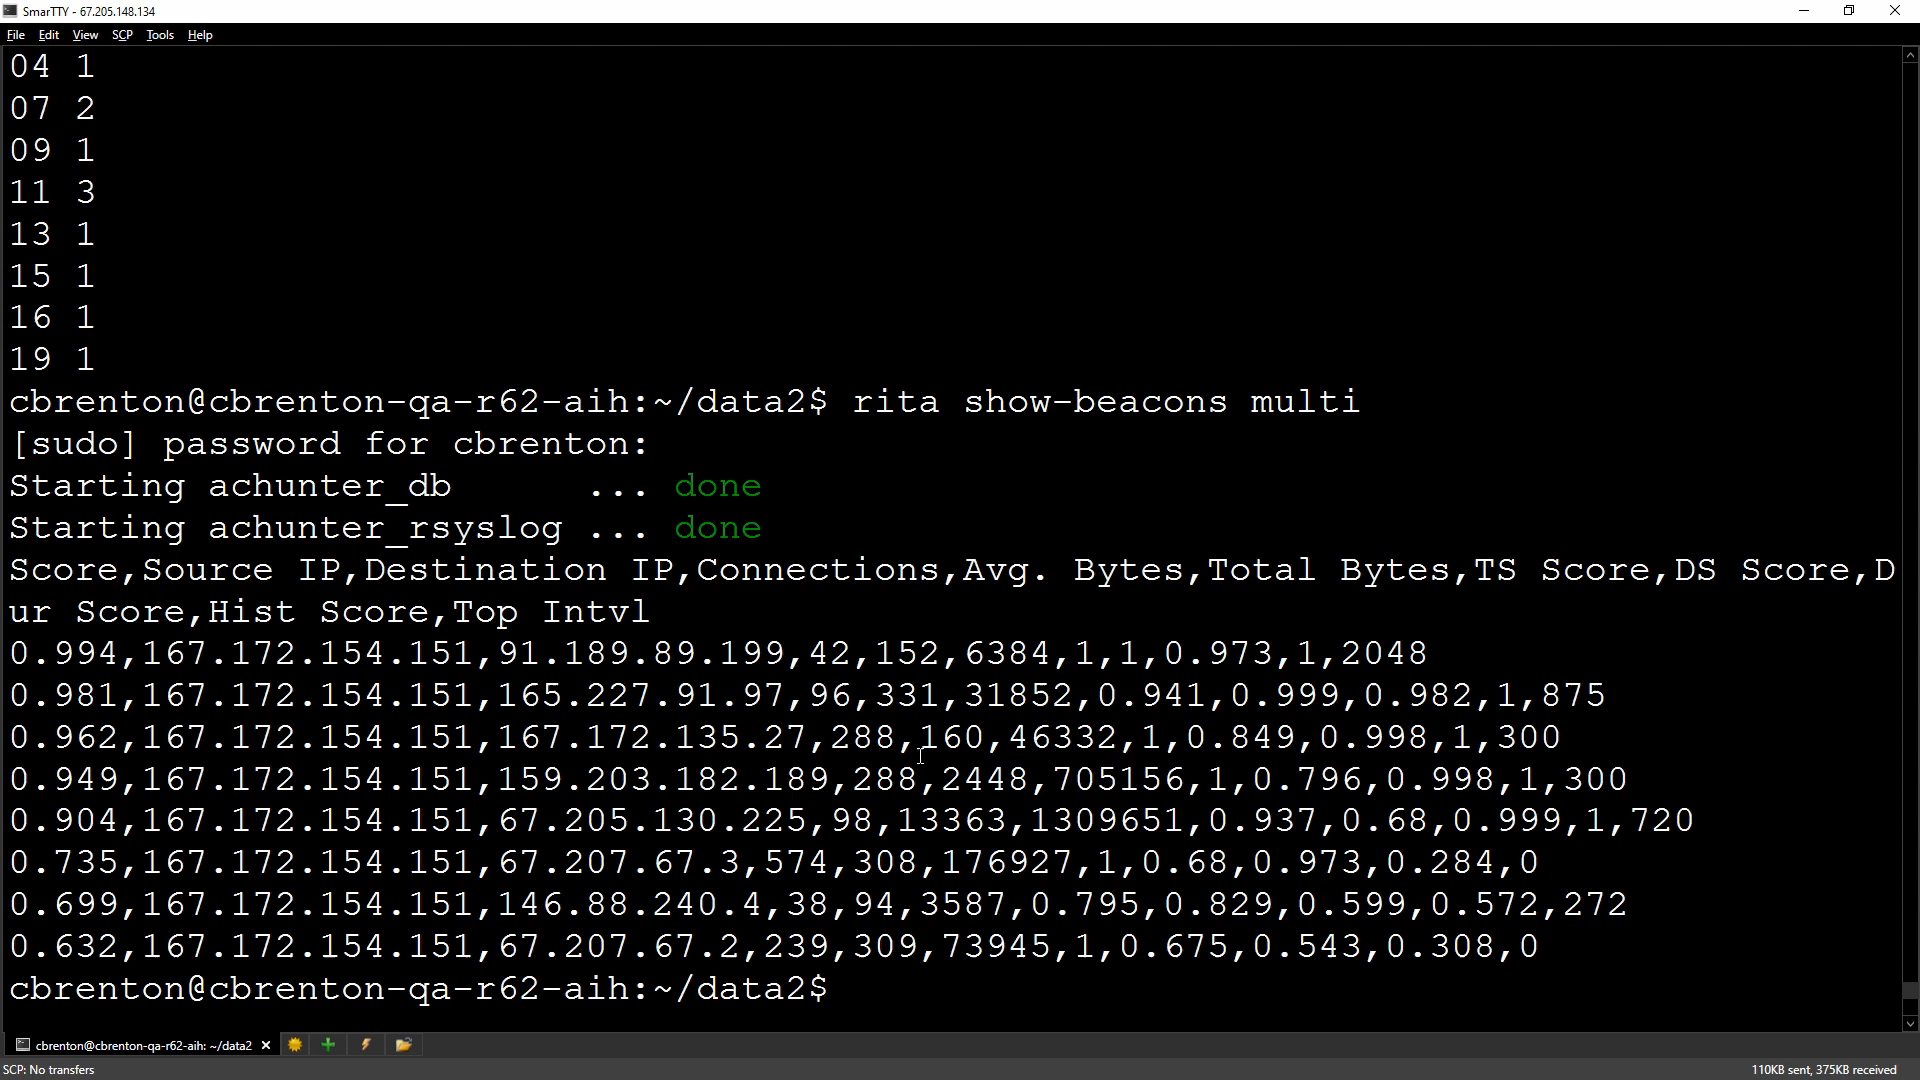 SmarTTY - 67.205.148.134
File Edit View SCP Tools Help
04 1
07 2
09 1
11 3
13 1
15 1
16 1
19 1
cbrenton@cbrenton-qa-r62-aih:~/data2$ rita show-beacons multi
[sudo] password for cbrenton:
Starting achunter_db      ... done
Starting achunter_rsyslog ... done
Score,Source IP,Destination IP,Connections,Avg. Bytes,Total Bytes,TS Score,DS Score,D
ur Score,Hist Score,Top Intvl
0.994,167.172.154.151,91.189.89.199,42,152,6384,1,1,0.973,1,2048
0.981,167.172.154.151,165.227.91.97,96,331,31852,0.941,0.999,0.982,1,875
0.962,167.172.154.151,167.172.135.27,288,160,46332,1,0.849,0.998,1,300
0.949,167.172.154.151,159.203.182.189,288,2448,705156,1,0.796,0.998,1,300
0.904,167.172.154.151,67.205.130.225,98,13363,1309651,0.937,0.68,0.999,1,720
0.735,167.172.154.151,67.207.67.3,574,308,176927,1,0.68,0.973,0.284,0
0.699,167.172.154.151,146.88.240.4,38,94,3587,0.795,0.829,0.599,0.572,272
0.632,167.172.154.151,67.207.67.2,239,309,73945,1,0.675,0.543,0.308,0
cbrenton@cbrenton-qa-r62-aih:~/data2$
cbrenton@cbrenton-qa-r62-aih: ~/data2
SCP: No transfers
110KB sent, 375KB received